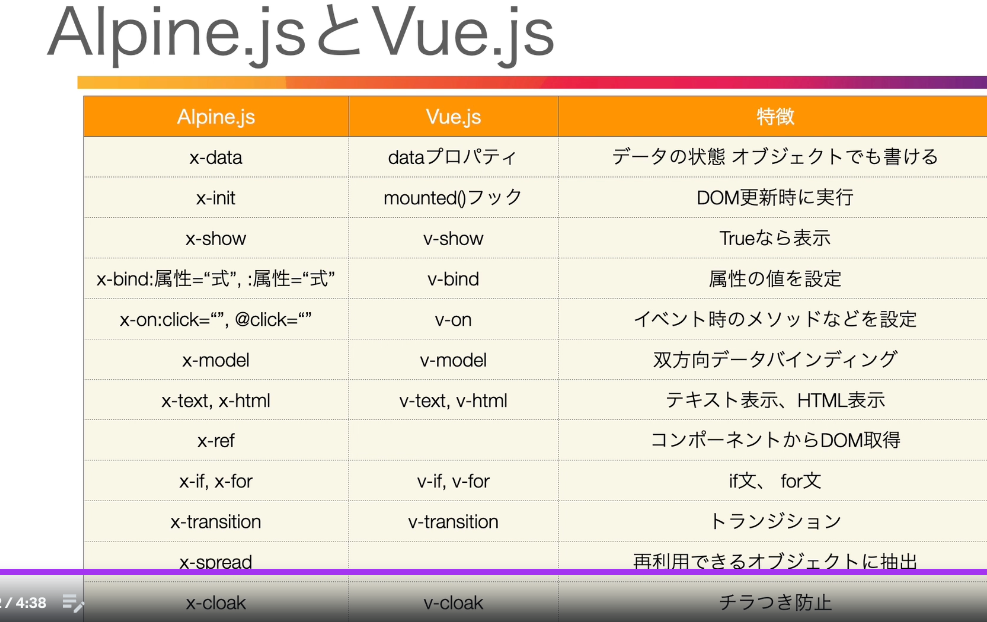 Alpine.jsとVue.js
Alpine.js Vue.js 特徴
x-data dataプロパティ データの状態 オブジェクトでも書ける
x-init mounted()フック DOM更新時に実行
x-show v-show Trueなら表示
x-bind:属性=“式”, :属性=“式” v-bind 属性の値を設定
x-on:click=“”, @click=“” v-on イベント時のメソッドなどを設定
x-model v-model 双方向データバインディング
x-text, x-html v-text, v-html テキスト表示、HTML表示
x-ref コンポーネントからDOM取得
x-if, x-for v-if, v-for if文、 for文
x-transition v-transition トランジション
x-spread 再利用できるオブジェクトに抽出
x-cloak v-cloak チラつき防止
/ 4:38